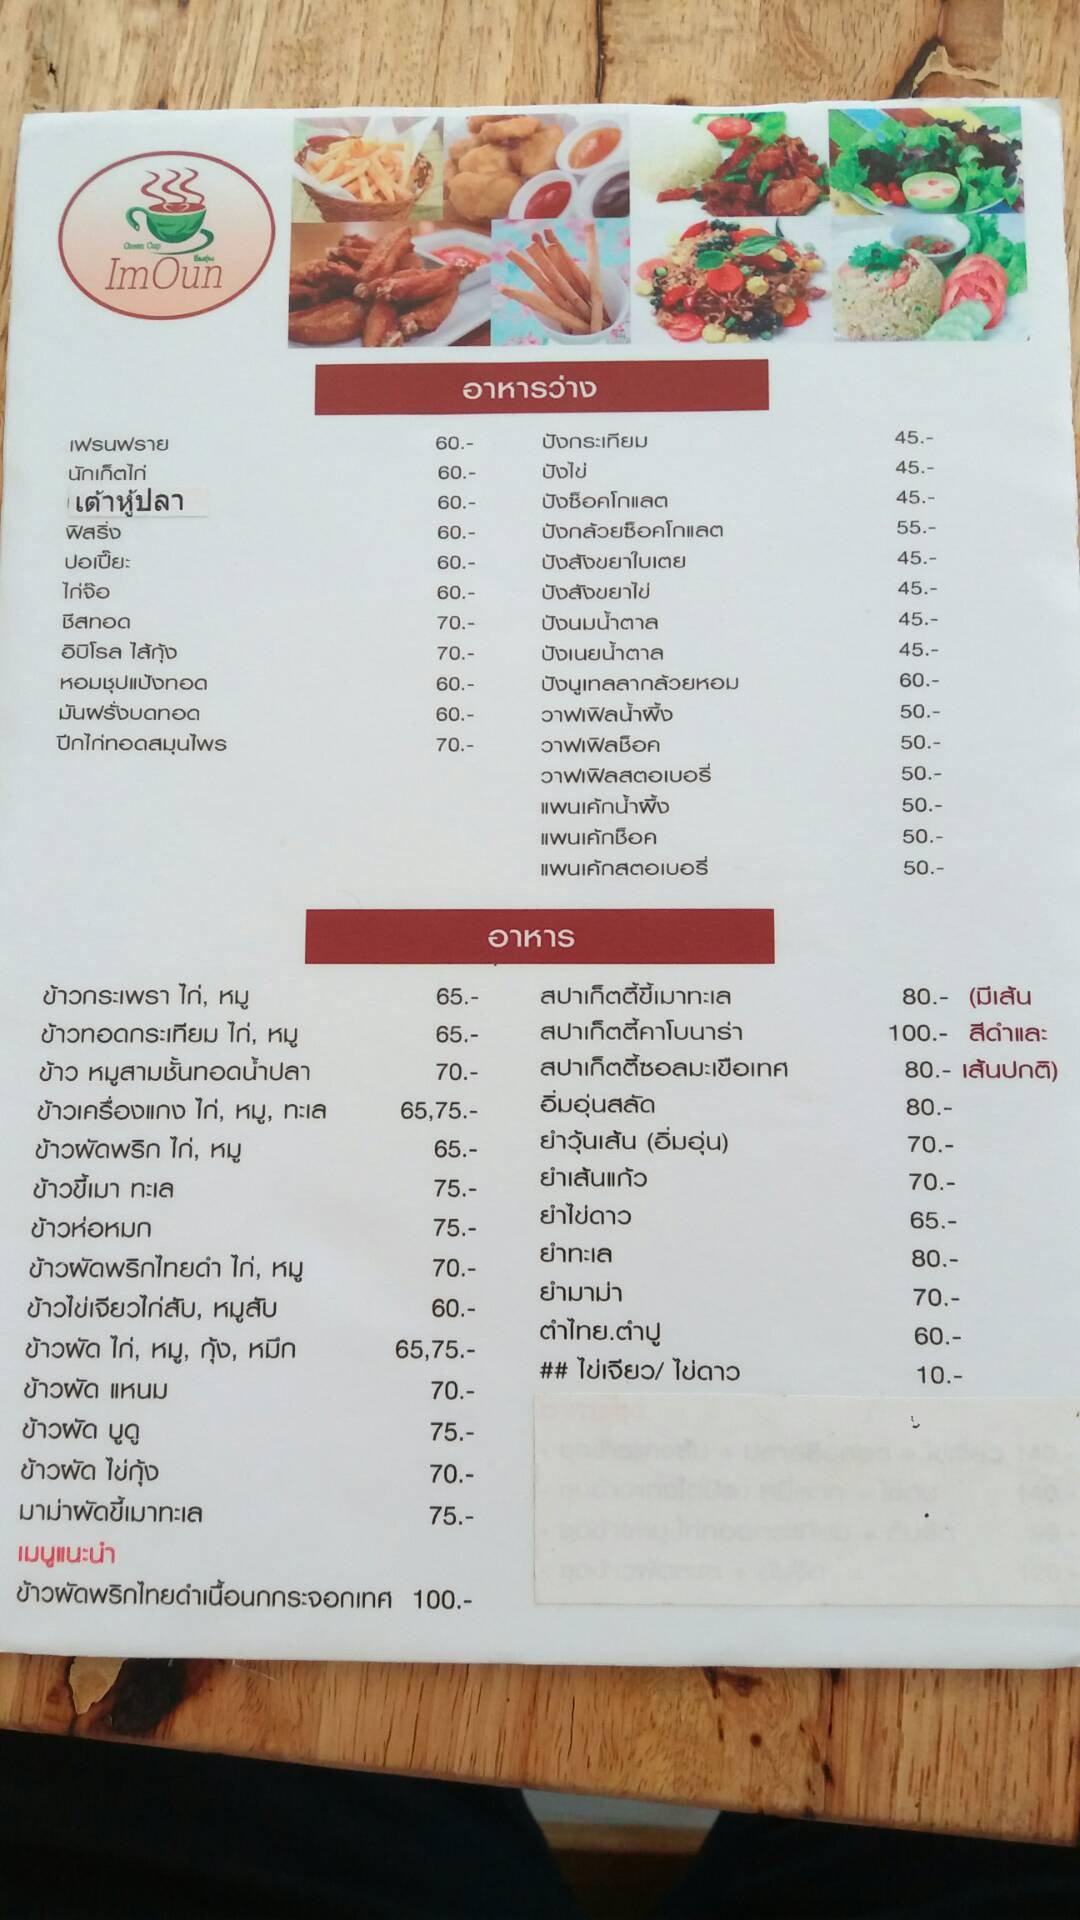 Green Cup
อิ่มอุ่น
ImOun
อาหารว่าง
เฟรนฟราย 60.-
นักเก็ตไก่ 60.-
เต้าหู้ปลา 60.-
ฟิสริ่ง 60.-
ปอเปี๊ยะ 60.-
ไก่จ๊อ 60.-
ชีสทอด 70.-
อิบิโรล ไส้กุ้ง 70.-
หอมชุปแป้งทอด 60.-
มันฝรั่งบดทอด 60.-
ปีกไก่ทอดสมุนไพร 70.-
ปังกระเทียม 45.-
ปังไข่ 45.-
ปังช็อคโกแลต 45.-
ปังกล้วยช็อคโกแลต 55.-
ปังสังขยาใบเตย 45.-
ปังสังขยาไข่ 45.-
ปังนมน้ำตาล 45.-
ปังเนยน้ำตาล 45.-
ปังนูเทลลากล้วยหอม 60.-
วาฟเฟิลน้ำผึ้ง 50.-
วาฟเฟิลช็อค 50.-
วาฟเฟิลสตอเบอรี่ 50.-
แพนเค้กน้ำผึ้ง 50.-
แพนเค้กช็อค 50.-
แพนเค้กสตอเบอรี่ 50.-
อาหาร
ข้าวกระเพรา ไก่, หมู 65.-
ข้าวทอดกระเทียม ไก่, หมู 65.-
ข้าว หมูสามชั้นทอดน้ำปลา 70.-
ข้าวเครื่องแกง ไก่, หมู, ทะเล 65,75.-
ข้าวผัดพริก ไก่, หมู 65.-
ข้าวขี้เมา ทะเล 75.-
ข้าวห่อหมก 75.-
ข้าวผัดพริกไทยดำ ไก่, หมู 70.-
ข้าวไข่เจียวไก่สับ, หมูสับ 60.-
ข้าวผัด ไก่, หมู, กุ้ง, หมึก 65,75.-
ข้าวผัด แหนม 70.-
ข้าวผัด บูดู 75.-
ข้าวผัด ไข่กุ้ง 70.-
มาม่าผัดขี้เมาทะเล 75.-
เมนูแนะนำ
ข้าวผัดพริกไทยดำเนื้อนกกระจอกเทศ 100.-
สปาเก็ตตี้ขี้เมาทะเล 80.- (มีเส้น
สปาเก็ตตี้คาโบนาร่า 100.- สีดำและ
สปาเก็ตตี้ซอสมะเขือเทศ 80.- เส้นปกติ)
อิ่มอุ่นสลัด 80.-
ยำวุ้นเส้น (อิ่มอุ่น) 70.-
ยำเส้นแก้ว 70.-
ยำไข่ดาว 65.-
ยำทะเล 80.-
ยำมาม่า 70.-
ตำไทย.ตำปู 60.-
## ไข่เจียว/ ไข่ดาว 10.-